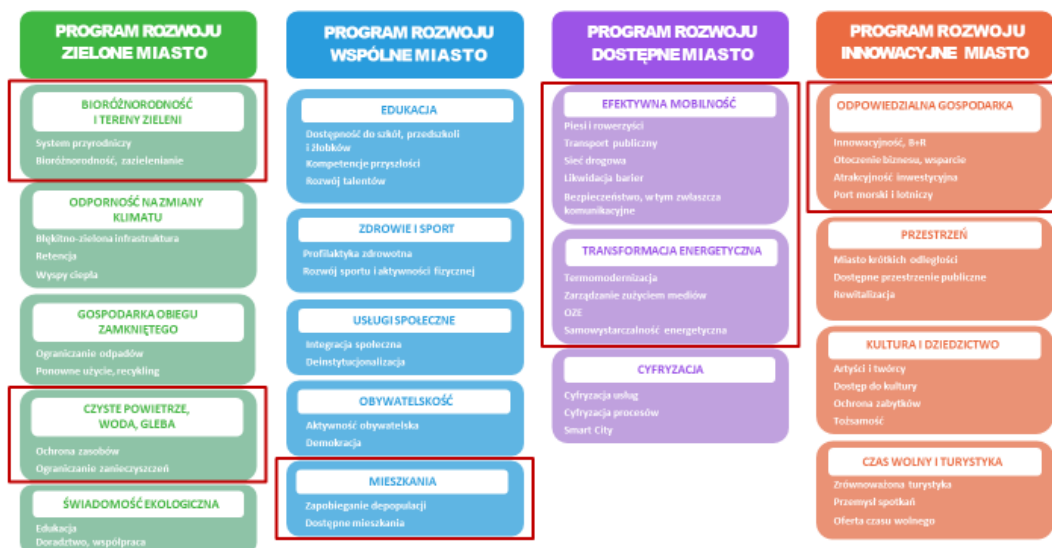 PROGRAM ROZWOJU
ZIELONE MIASTO
BIORÓŻNORODNOŚĆ
I TERENY ZIELENI
System przyrodniczy
Bioróżnorodność, zazielenianie
ODPORNOŚĆ NA ZMIANY
KLIMATU
Błękitno-zielona infrastruktura
Retencja
Wyspy ciepła
GOSPODARKA OBIEGU
ZAMKNIĘTEGO
Ograniczanie odpadów
Ponowne użycie, recykling
CZYSTE POWIETRZE,
WODA, GLEBA
Ochrona zasobów
Ograniczanie zanieczyszczeń
ŚWIADOMOŚĆ EKOLOGICZNA
Edukacja
Doradztwo, współpraca
PROGRAM ROZWOJU
WSPÓLNE MIASTO
EDUKACJA
Dostępność do szkół, przedszkoli
i żłobków
Kompetencje przyszłości
Rozwój talentów
ZDROWIE I SPORT
Profilaktyka zdrowotna
Rozwój sportu i aktywności fizycznej
USŁUGI SPOŁECZNE
Integracja społeczna
Deinstytucjonalizacja
OBYWATELSKOŚĆ
Aktywność obywatelska
Demokracja
MIESZKANIA
Zapobieganie depopulacji
Dostępne mieszkania
PROGRAM ROZWOJU
DOSTĘPNE MIASTO
EFEKTYWNA MOBILNOŚĆ
Piesi i rowerzyści
Transport publiczny
Sieć drogowa
Likwidacja barier
Bezpieczeństwo, w tym zwłaszcza
komunikacyjne
TRANSFORMACJA ENERGETYCZNA
Termomodernizacja
Zarządzanie zużyciem mediów
OZE
Samowystarczalność energetyczna
CYFRYZACJA
Cyfryzacja usług
Cyfryzacja procesów
Smart City
PROGRAM ROZWOJU
INNOWACYJNE MIASTO
ODPOWIEDZIALNA GOSPODARKA
Innowacyjność, B+R
Otoczenie biznesu, wsparcie
Atrakcyjność inwestycyjna
Port morski i lotniczy
PRZESTRZEŃ
Miasto krótkich odległości
Dostępne przestrzenie publiczne
Rewitalizacja
KULTURA I DZIEDZICTWO
Artyści i twórcy
Dostęp do kultury
Ochrona zabytków
Tożsamość
CZAS WOLNY I TURYSTYKA
Zrównoważona turystyka
Przemysł spotkań
Oferta czasu wolnego